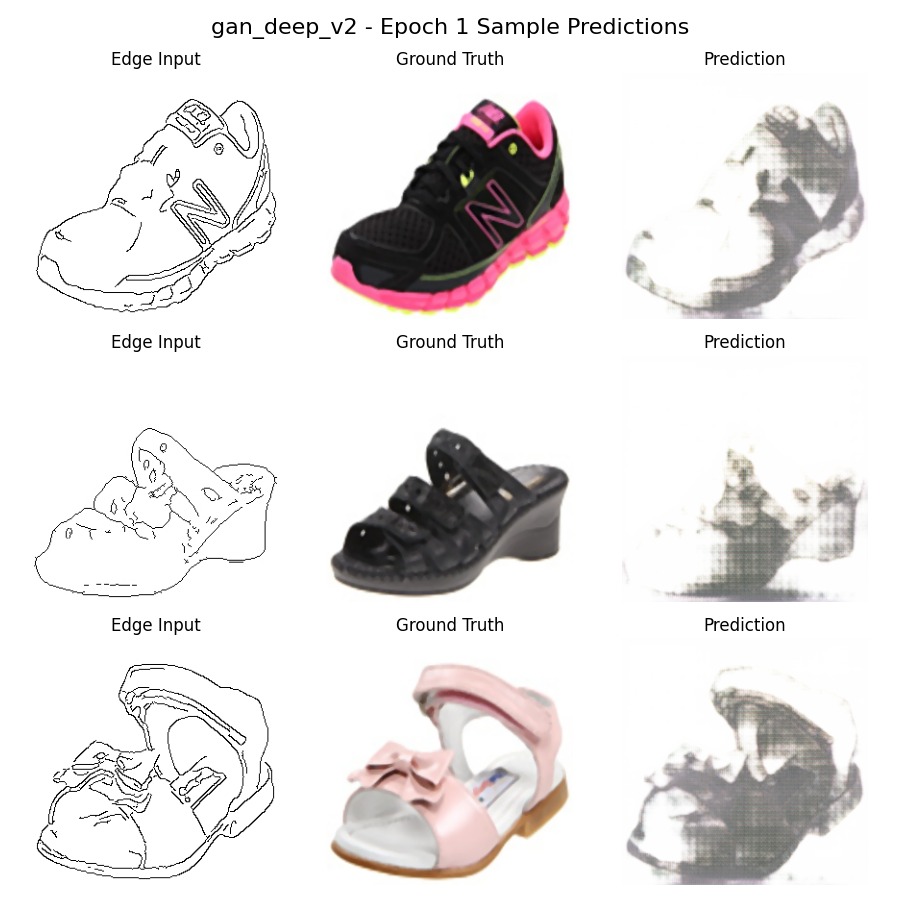 gan_deep_v2 - Epoch 1 Sample Predictions
Edge Input Ground Truth Prediction
N N
Edge Input Ground Truth Prediction
Edge Input Ground Truth Prediction